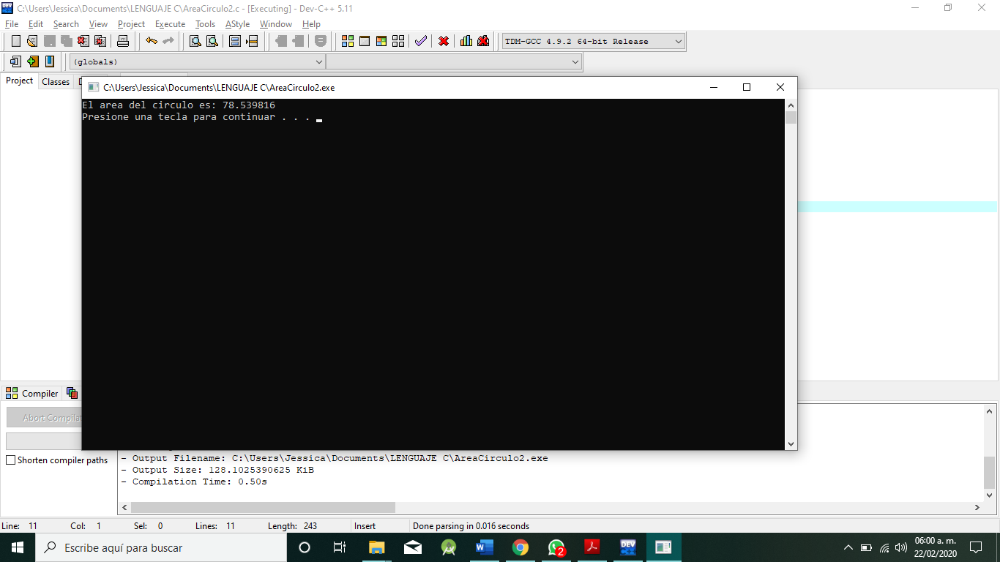 C:\Users\Jessica\Documents\LENGUAJE C\AreaCirculo2.c - [Executing] - Dev-C++ 5.11
File Edit Search View Project Execute Tools AStyle Window Help
TDM-GCC 4.9.2 64-bit Release
(globals)
Project Classes
C:\Users\Jessica\Documents\LENGUAJE C\AreaCirculo2.exe
El area del circulo es: 78.539816
Presione una tecla para continuar . . .
Compiler
Abort Compilat
Shorten compiler paths
- Output Filename: C:\Users\Jessica\Documents\LENGUAJE C\AreaCirculo2.exe
- Output Size: 128.1025390625 KiB
- Compilation Time: 0.50s
Line: 11 Col: 1 Sel: 0 Lines: 11 Length: 243 Insert Done parsing in 0.016 seconds
Escribe aquí para buscar
2
DEV
06:00 a. m.
22/02/2020